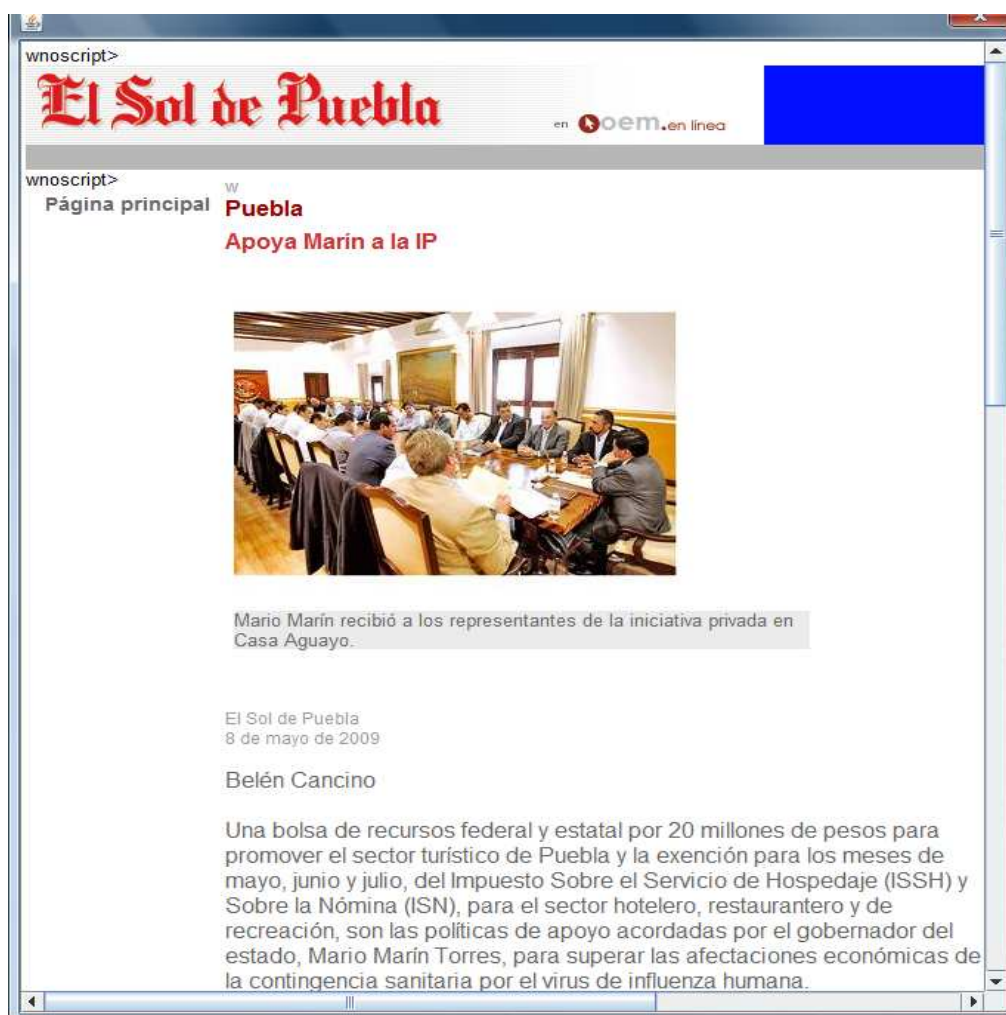 wnoscript>
El Sol de Puebla
en oem.en línea
wnoscript>
Página principal
w
Puebla
Apoya Marín a la IP
Mario Marín recibió a los representantes de la iniciativa privada en
Casa Aguayo.
El Sol de Puebla
8 de mayo de 2009
Belén Cancino
Una bolsa de recursos federal y estatal por 20 millones de pesos para
promover el sector turístico de Puebla y la exención para los meses de
mayo, junio y julio, del Impuesto Sobre el Servicio de Hospedaje (ISSH) y
Sobre la Nómina (ISN), para el sector hotelero, restaurantero y de
recreación, son las políticas de apoyo acordadas por el gobernador del
estado, Mario Marín Torres, para superar las afectaciones económicas de
la contingencia sanitaria por el virus de influenza humana.